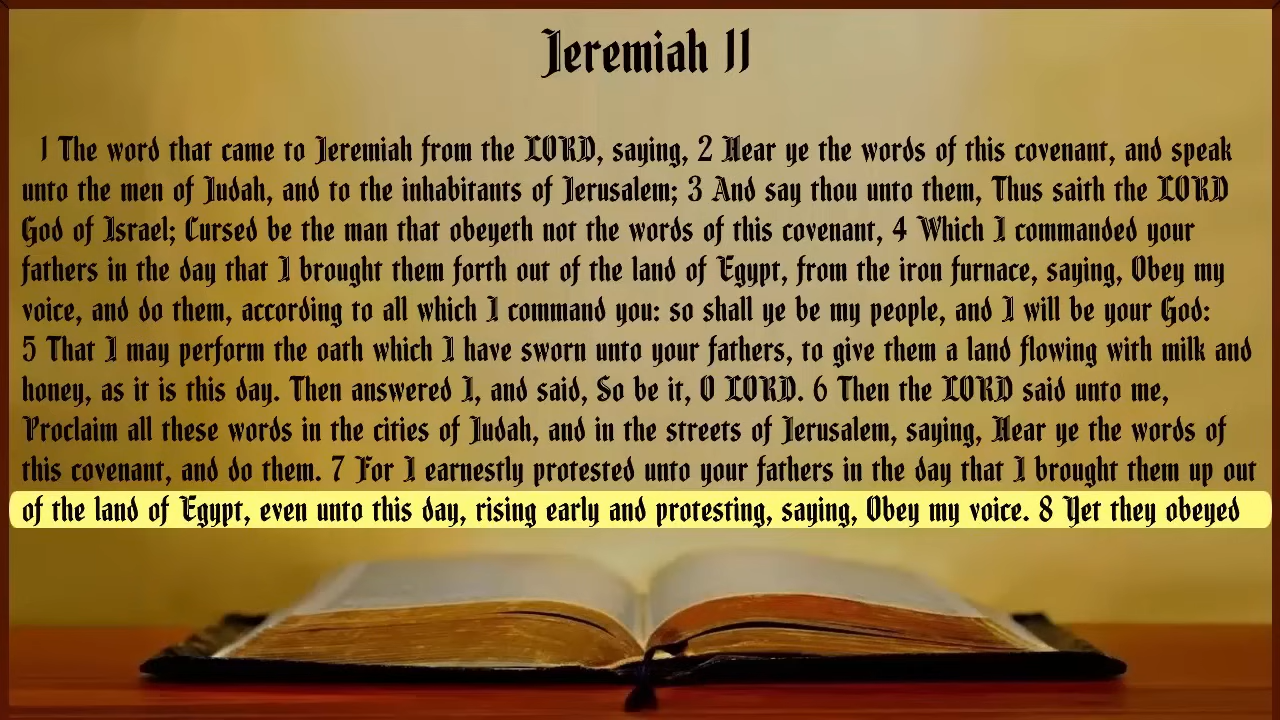 Jeremiah 11
1 The word that came to Jeremiah from the LORD, saying, 2 Hear ye the words of this covenant, and speak
unto the men of Judah, and to the inhabitants of Jerusalem; 3 And say thou unto them, Thus saith the LORD
God of Israel; Cursed be the man that obeyeth not the words of this covenant, 4 Which I commanded your
fathers in the day that I brought them forth out of the land of Egypt, from the iron furnace, saying, Obey my
voice, and do them, according to all which I command you: so shall ye be my people, and I will be your God:
5 That I may perform the oath which I have sworn unto your fathers, to give them a land flowing with milk and
honey, as it is this day. Then answered I, and said, So be it, O LORD. 6 Then the LORD said unto me,
Proclaim all these words in the cities of Judah, and in the streets of Jerusalem, saying, Hear ye the words of
this covenant, and do them. 7 For I earnestly protested unto your fathers in the day that I brought them up out
of the land of Egypt, even unto this day, rising early and protesting, saying, Obey my voice. 8 Yet they obeyed